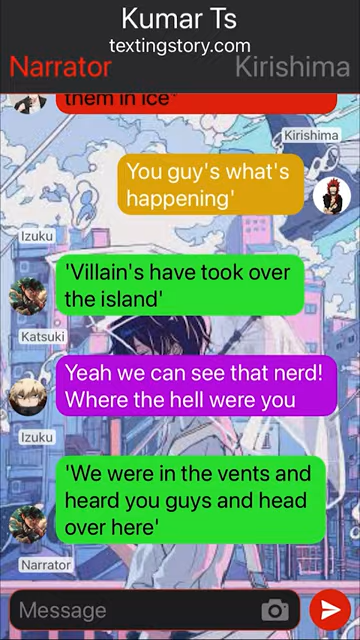 Kumar Ts
textingstory.com
Narrator
Kirishima
them in ice*
Kirishima
You guy's what's
happening'
Izuku
'Villain's have took over
the island'
Katsuki
Yeah we can see that nerd!
Where the hell were you
Izuku
'We were in the vents and
heard you guys and head
over here'
Narrator
Message